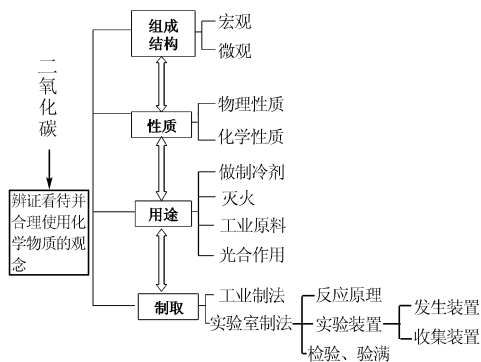 二氧化碳
辨证看待并
合理使用化
学物质的观
念
组成
结构
宏观
微观
性质
物理性质
化学性质
用途
做制冷剂
灭火
工业原料
光合作用
制取
工业制法
实验室制法
反应原理
实验装置
检验、验满
发生装置
收集装置